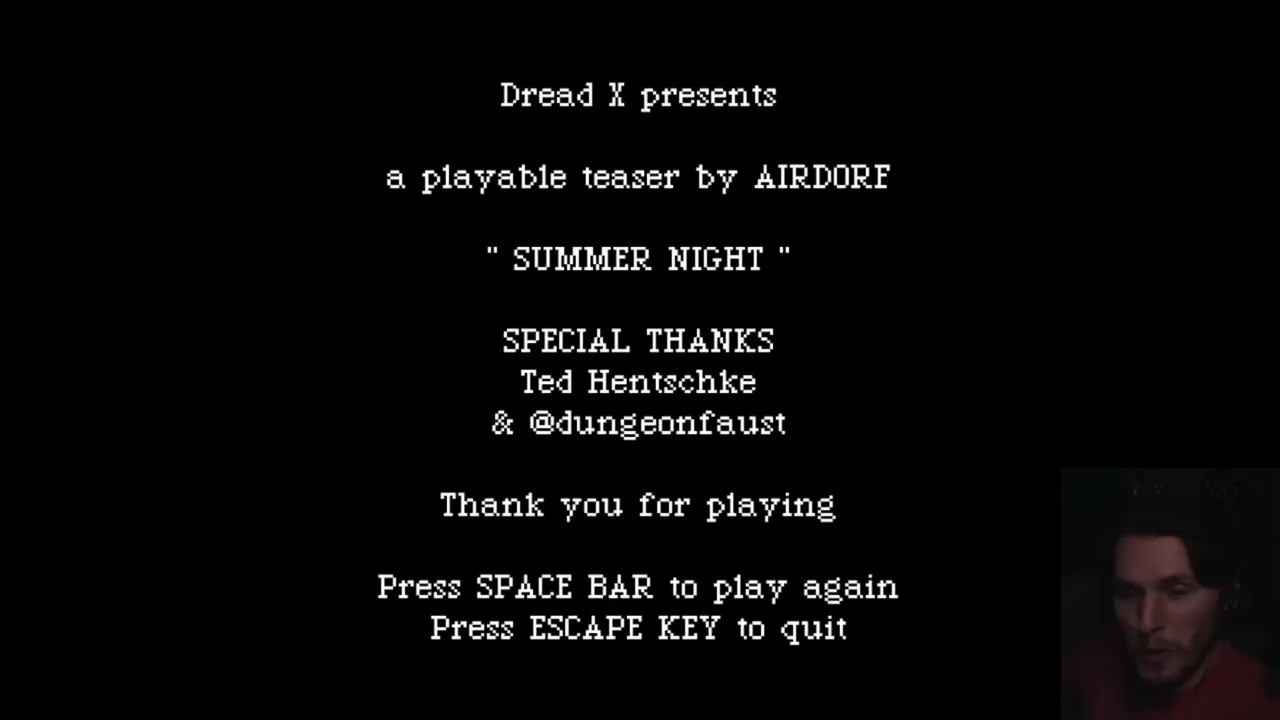 Dread X presents
a playable teaser by AIRDORF
" SUMMER NIGHT "
SPECIAL THANKS
Ted Hentschke
& @dungeonfaust
Thank you for playing
Press SPACE BAR to play again
Press ESCAPE KEY to quit